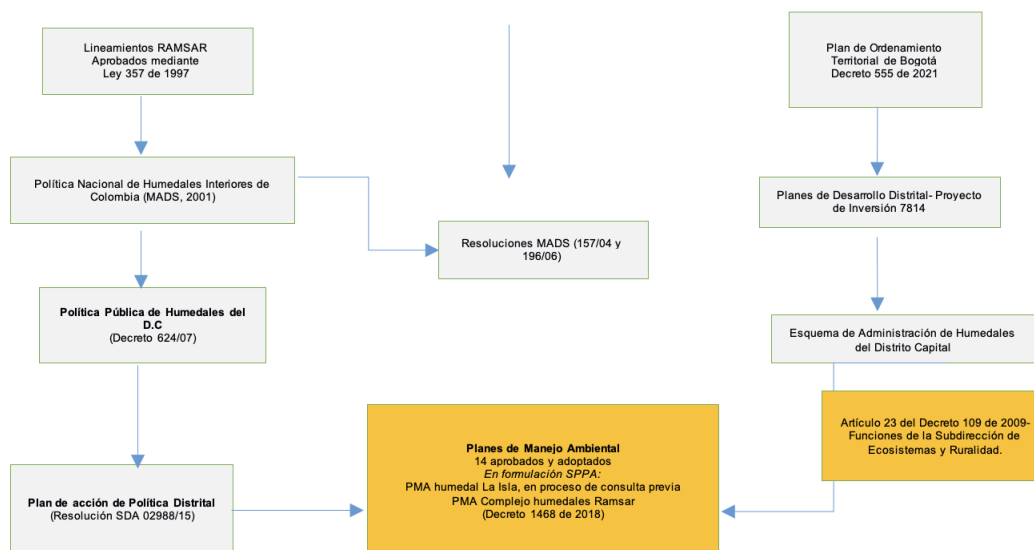 Lineamientos RAMSAR
Aprobados mediante
Ley 357 de 1997
Plan de Ordenamiento
Territorial de Bogotá
Decreto 555 de 2021
Política Nacional de Humedales Interiores de
Colombia (MADS, 2001)
Planes de Desarrollo Distrital- Proyecto
de Inversión 7814
Resoluciones MADS (157/04 y
196/06)
Política Pública de Humedales del
D.C
(Decreto 624/07)
Esquema de Administración de Humedales
del Distrito Capital
Artículo 23 del Decreto 109 de 2009-
Funciones de la Subdirección de
Ecosistemas y Ruralidad.
Planes de Manejo Ambiental
14 aprobados y adoptados
En formulación SPPA:
PMA humedal La Isla, en proceso de consulta previa
PMA Complejo humedales Ramsar
(Decreto 1468 de 2018)
Plan de acción de Política Distrital
(Resolución SDA 02988/15)